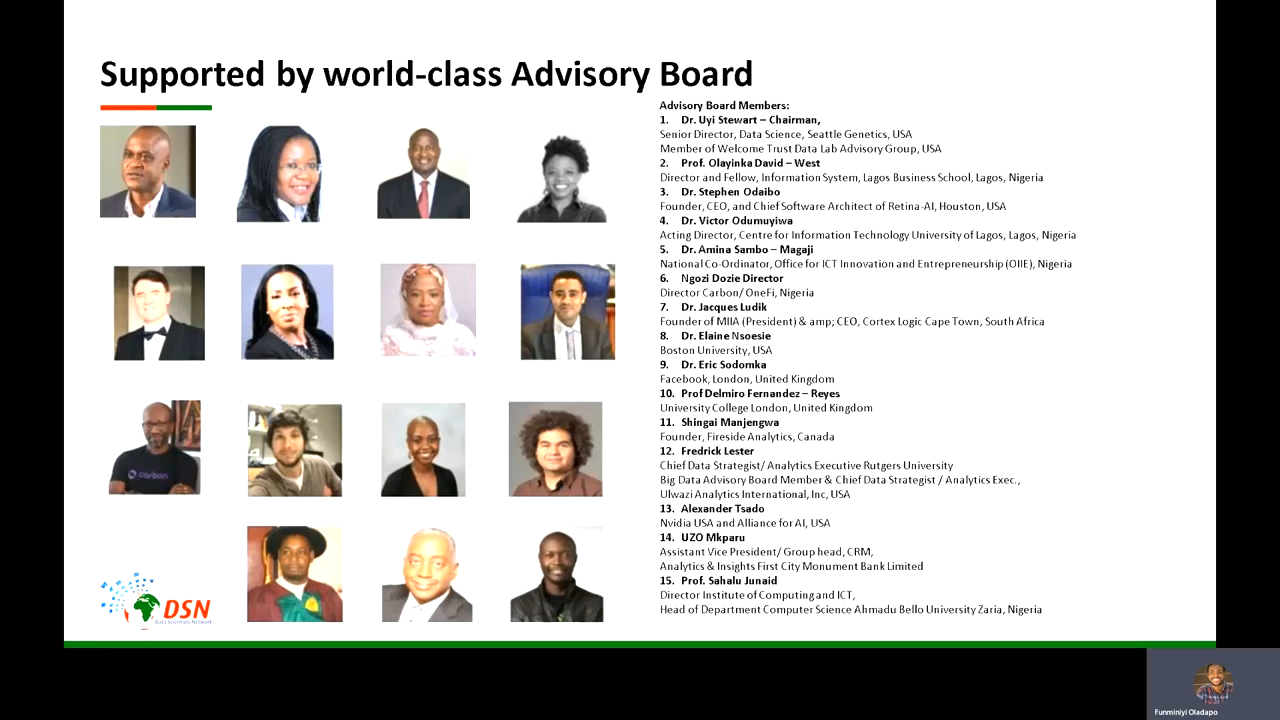 Supported by world-class Advisory Board
Advisory Board Members:
1. Dr. Uyi Stewart – Chairman,
Senior Director, Data Science, Seattle Genetics, USA
Member of Welcome Trust Data Lab Advisory Group, USA
2. Prof. Olayinka David – West
Director and Fellow, Information System, Lagos Business School, Lagos, Nigeria
3. Dr. Stephen Odaibo
Founder, CEO, and Chief Software Architect of Retina-AI, Houston, USA
4. Dr. Victor Odumuyiwa
Acting Director, Centre for Information Technology University of Lagos, Lagos, Nigeria
5. Dr. Amina Sambo – Magaji
National Co-Ordinator, Office for ICT Innovation and Entrepreneurship (OIIE), Nigeria
6. Ngozi Dozie Director
Director Carbon/ OneFi, Nigeria
7. Dr. Jacques Ludik
Founder of MIIA (President) & amp; CEO, Cortex Logic Cape Town, South Africa
8. Dr. Elaine Nsoesie
Boston University, USA
9. Dr. Eric Sodomka
Facebook, London, United Kingdom
10. Prof Delmiro Fernandez – Reyes
University College London, United Kingdom
11. Shingai Manjengwa
Founder, Fireside Analytics, Canada
12. Fredrick Lester
Chief Data Strategist/ Analytics Executive Rutgers University
Big Data Advisory Board Member & Chief Data Strategist / Analytics Exec.,
Ulwazi Analytics International, Inc, USA
13. Alexander Tsado
Nvidia USA and Alliance for AI, USA
14. UZO Mkparu
Assistant Vice President/ Group head, CRM,
Analytics & Insights First City Monument Bank Limited
15. Prof. Sahalu Junaid
Director Institute of Computing and ICT,
Head of Department Computer Science Ahmadu Bello University Zaria, Nigeria
carbon
DSN
Data Scientists Network
Funminiyi Oladapo